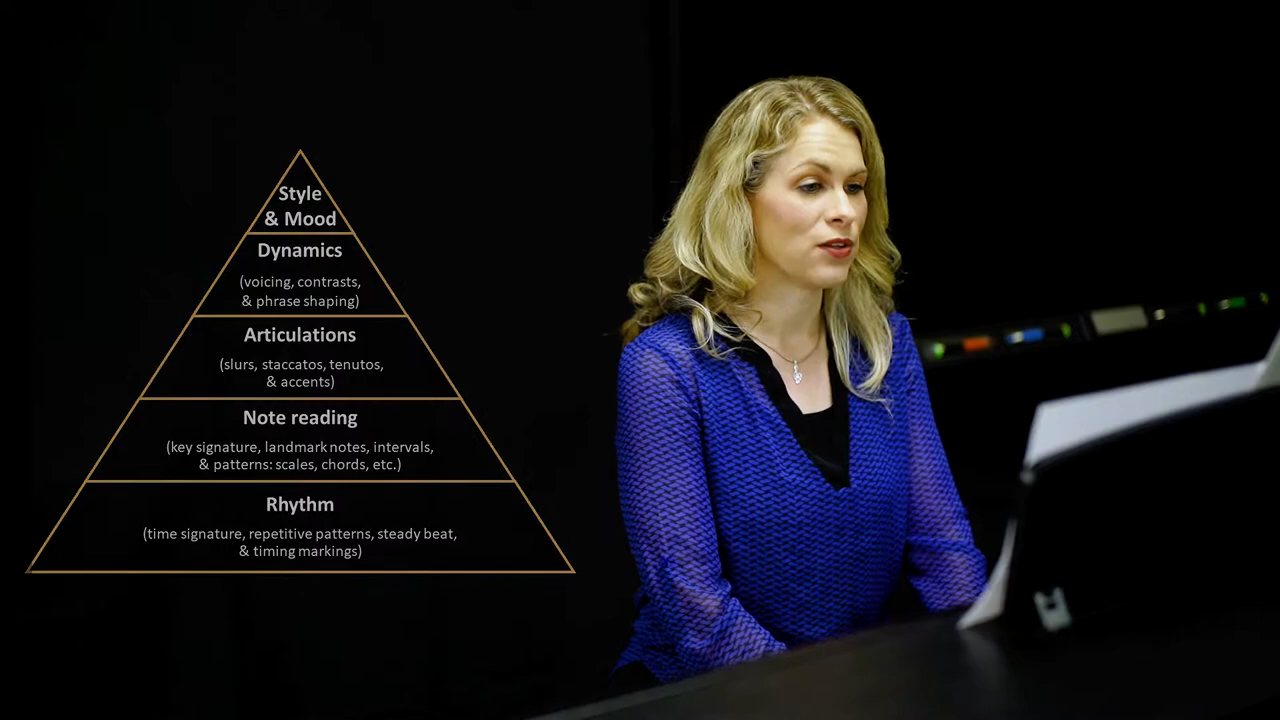 Style
& Mood
Dynamics
(voicing, contrasts,
& phrase shaping)
Articulations
(slurs, staccatos, tenutos,
& accents)
Note reading
(key signature, landmark notes, intervals,
& patterns: scales, chords, etc.)
Rhythm
(time signature, repetitive patterns, steady beat,
& timing markings)